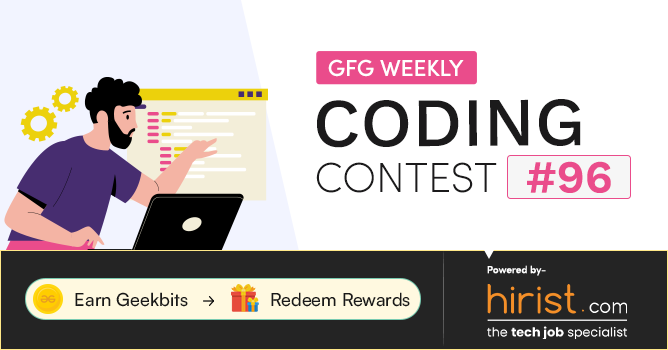 GFG WEEKLY
CODING
CONTEST #96
Earn Geekbits → Redeem Rewards
Powered by-
hirist.com
the tech job specialist